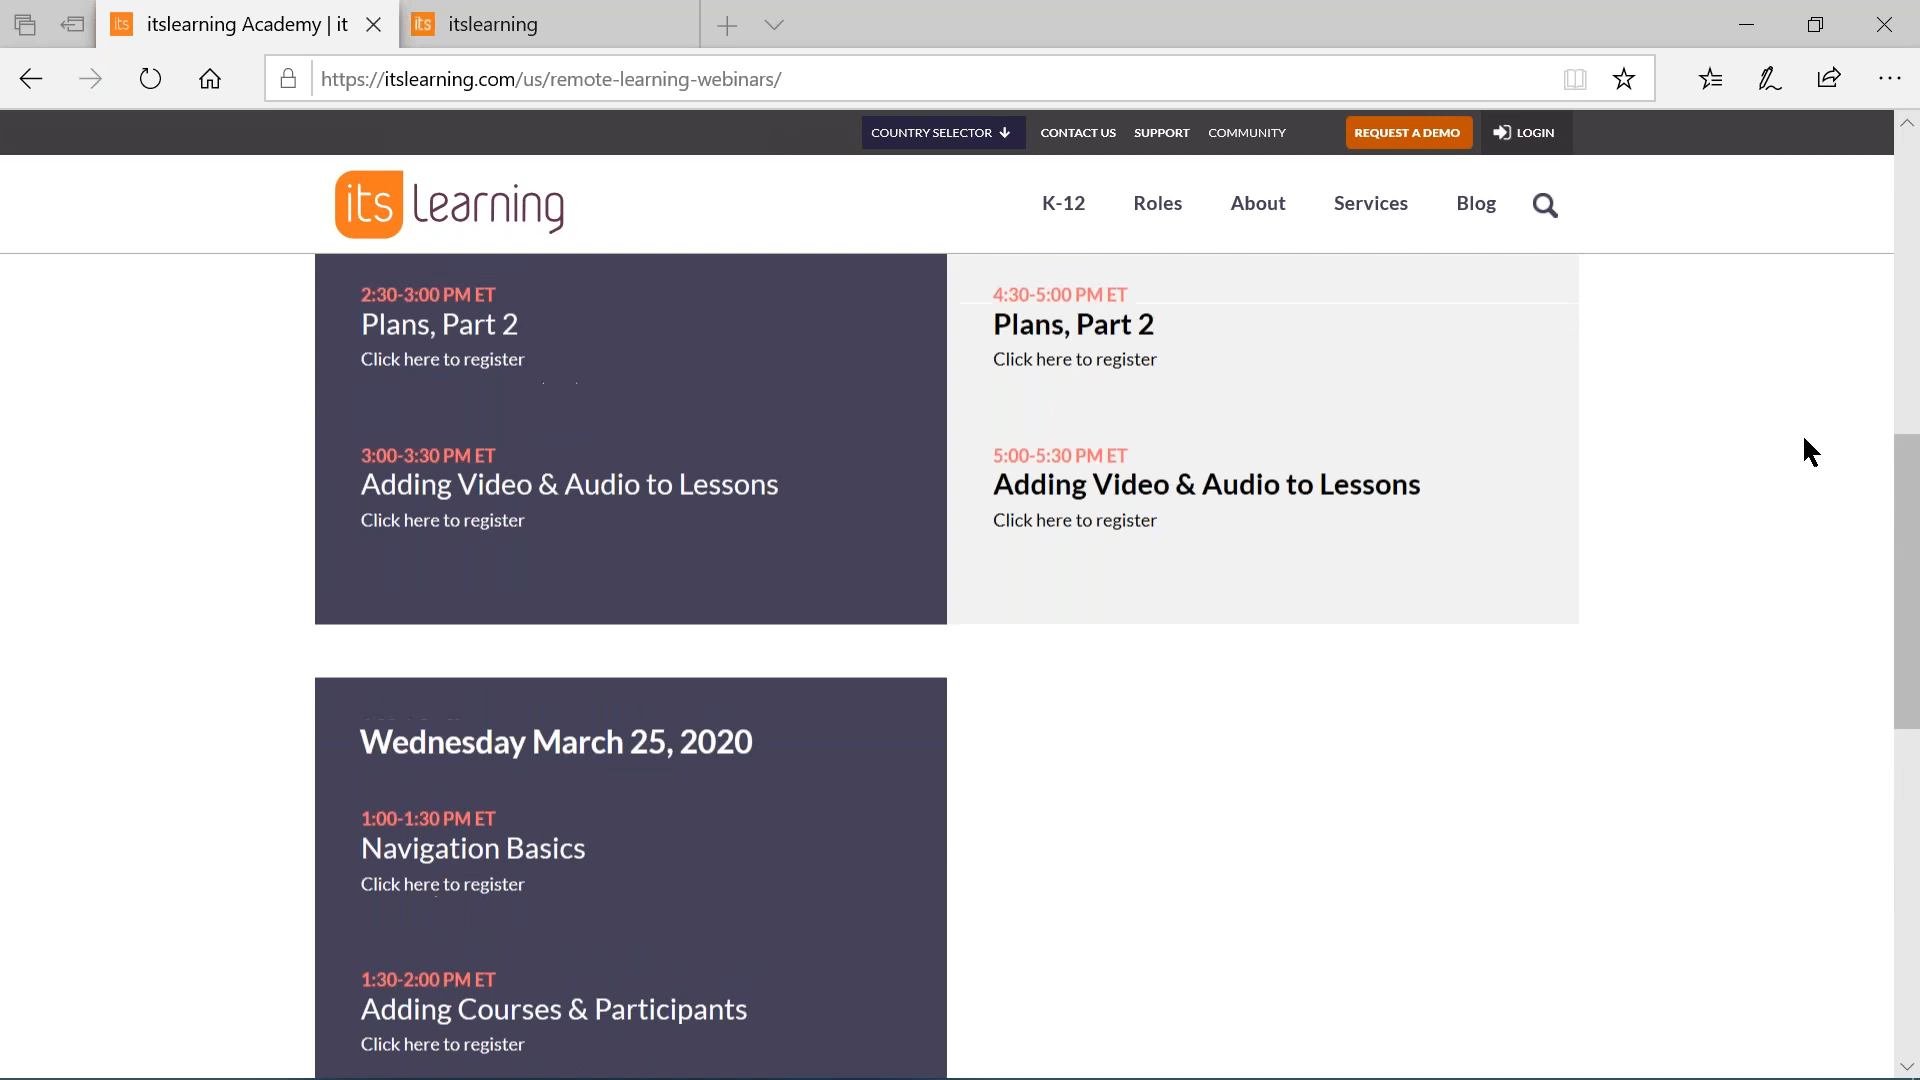 its
itslearning Academy | it
its
itslearning
https://itslearning.com/us/remote-learning-webinars/
COUNTRY SELECTOR
CONTACT US
SUPPORT
COMMUNITY
REQUEST A DEMO
LOGIN
its learning
K-12
Roles
About
Services
Blog
2:30-3:00 PM ET
Plans, Part 2
Click here to register
3:00-3:30 PM ET
Adding Video & Audio to Lessons
Click here to register
4:30-5:00 PM ET
Plans, Part 2
Click here to register
5:00-5:30 PM ET
Adding Video & Audio to Lessons
Click here to register
Wednesday March 25, 2020
1:00-1:30 PM ET
Navigation Basics
Click here to register
1:30-2:00 PM ET
Adding Courses & Participants
Click here to register